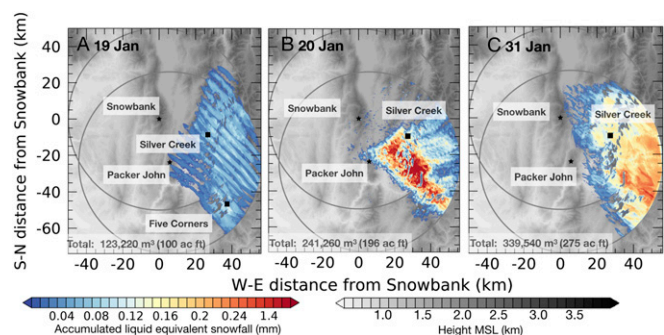 A 19 Jan
B 20 Jan
C 31 Jan
S-N distance from Snowbank (km)
40
20
0
-20
-40
-60
Snowbank
Silver Creek
Packer John
Five Corners
Total: 123,220 m³ (100 ac ft)
Snowbank
Silver Creek
Packer John
Total: 241,260 m³ (196 ac ft)
Snowbank
Silver Creek
Packer John
Total: 339,540 m³ (275 ac ft)
-40 -20 0 20 40
-40 -20 0 20 40
-40 -20 0 20 40
W-E distance from Snowbank (km)
0.04 0.08 0.12 0.16 0.2 0.24 1.4
Accumulated liquid equivalent snowfall (mm)
1.0 1.5 2.0 2.5 3.0 3.5
Height MSL (km)